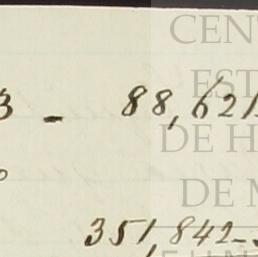 CEN
3 - 88,621
EST
DE H
o
DE M
351,842-